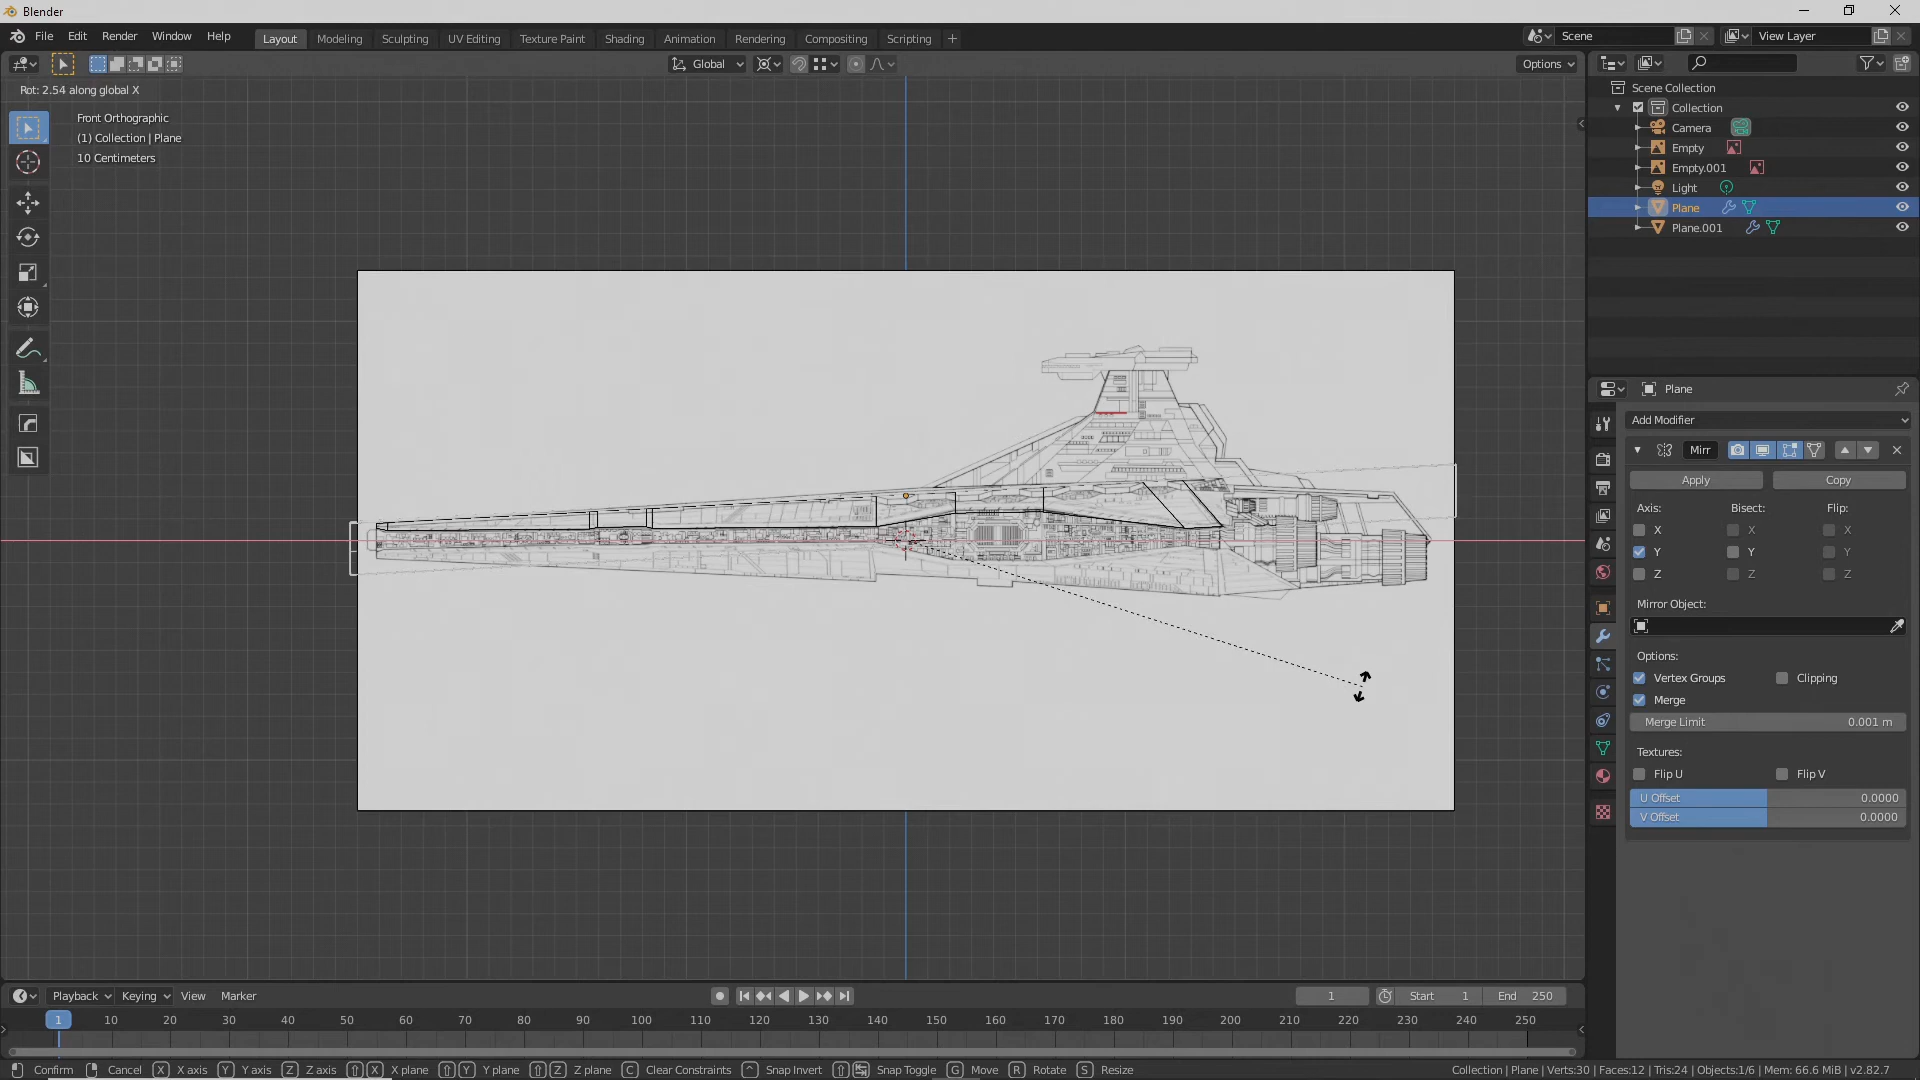 Blender
File Edit Render Window Help
Layout Modeling Sculpting UV Editing Texture Paint Shading Animation Rendering Compositing Scripting
Scene
View Layer
Global
Options
Rot: 2.54 along global X
Front Orthographic
(1) Collection | Plane
10 Centimeters
Scene Collection
Collection
Camera
Empty
Empty.001
Light
Plane
Plane.001
Plane
Add Modifier
Mirr
Apply Copy
Axis: Bisect: Flip:
X X X
Y Y Y
Z Z Z
Mirror Object:
Options:
Vertex Groups Clipping
Merge
Merge Limit 0.001 m
Textures:
Flip U Flip V
U Offset 0.0000
V Offset 0.0000
Playback Keying View Marker
1 Start 1 End 250
1 10 20 30 40 50 60 70 80 90 100 110 120 130 140 150 160 170 180 190 200 210 220 230 240 250
Confirm Cancel X X axis Y Y axis Z Z axis X X plane Y Y plane Z Z plane C Clear Constraints Snap Invert Snap Toggle G Move R Rotate S Resize
Collection | Plane | Verts:30 | Faces:12 | Tris:24 | Objects:1/6 | Mem: 66.6 MiB | v2.82.7